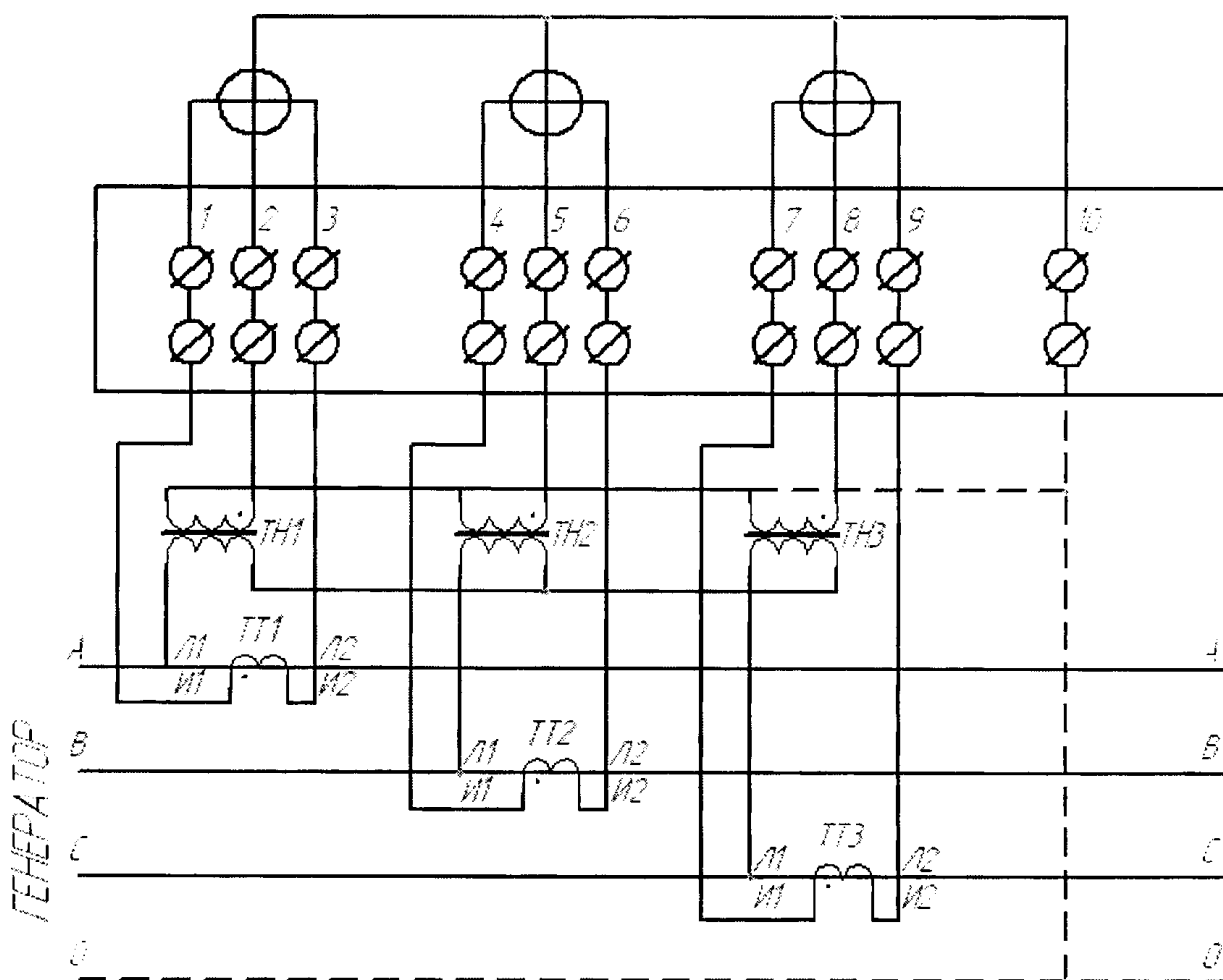 1 2 3 4 5 6 7 8 9 10
ТН1 ТН2 ТН3
А Л1 ТТ1 Л2 А
И1 И2
В Л1 ТТ2 Л2 В
И1 И2
С Л1 ТТ3 Л2 С
И1 И2
0 0
ГЕНЕРАТОР